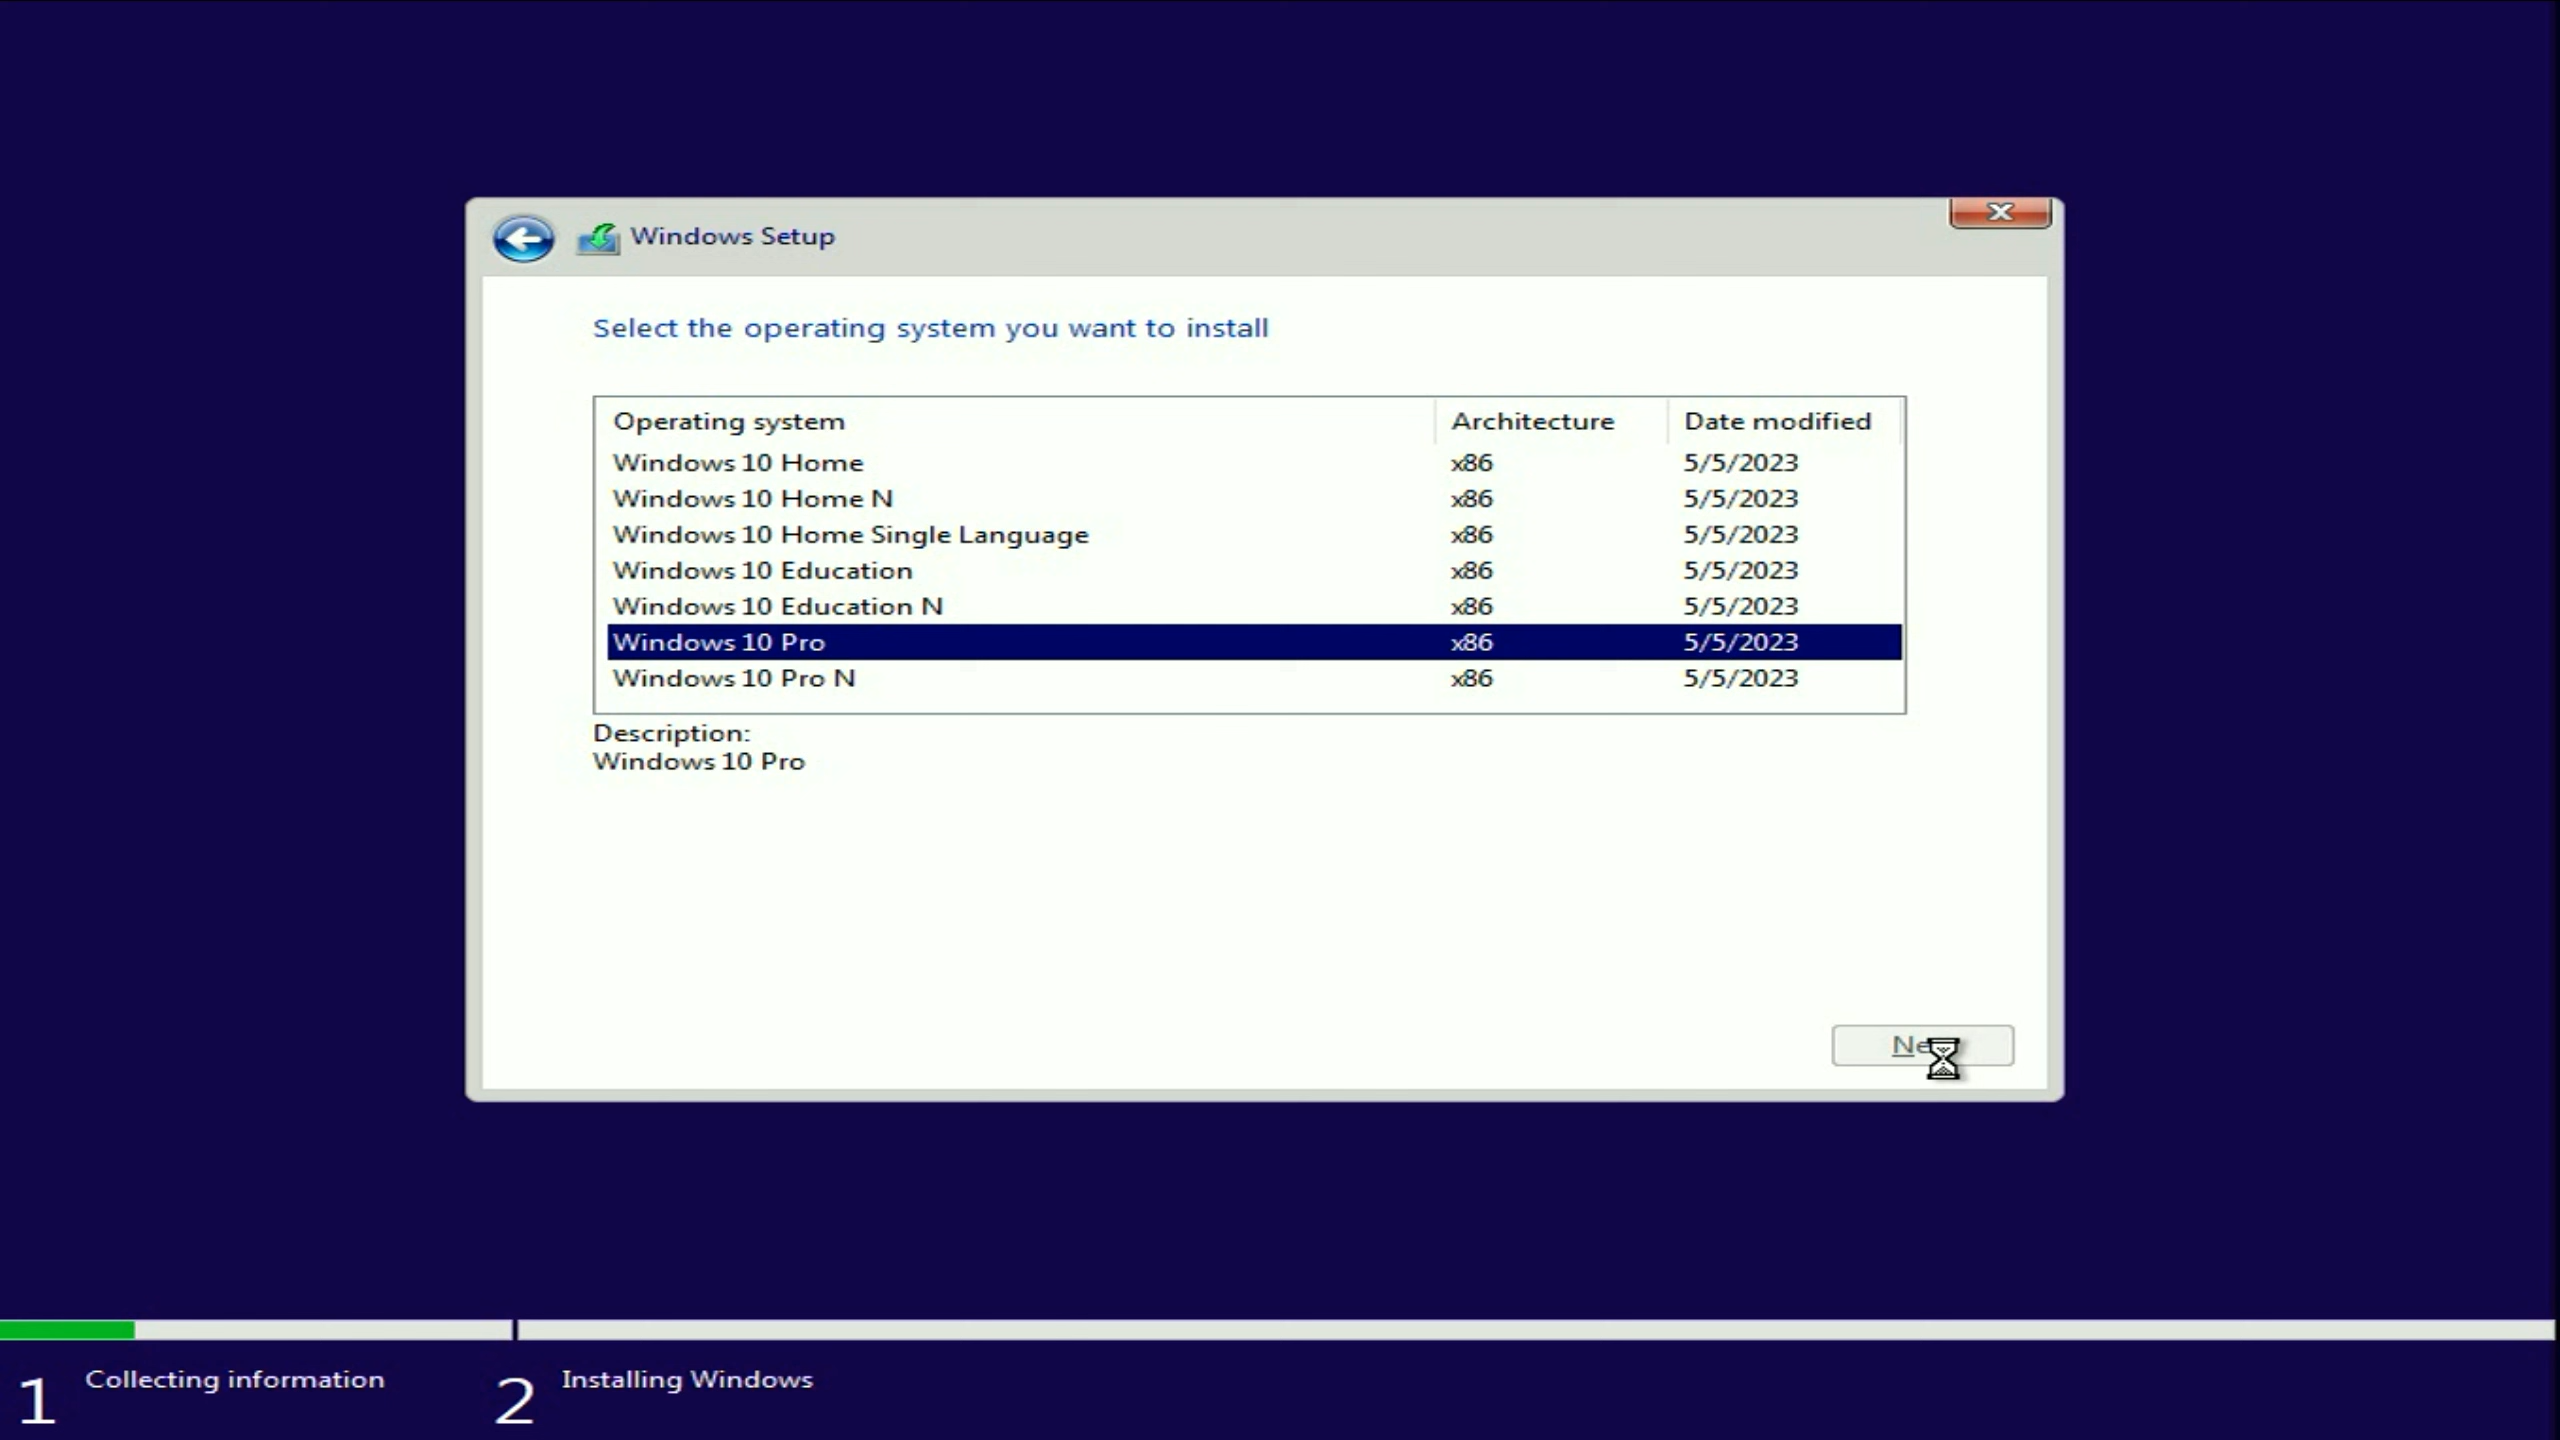 Windows Setup
Select the operating system you want to install
Operating system Architecture Date modified
Windows 10 Home x86 5/5/2023
Windows 10 Home N x86 5/5/2023
Windows 10 Home Single Language x86 5/5/2023
Windows 10 Education x86 5/5/2023
Windows 10 Education N x86 5/5/2023
Windows 10 Pro x86 5/5/2023
Windows 10 Pro N x86 5/5/2023
Description:
Windows 10 Pro
1 Collecting information 2 Installing Windows